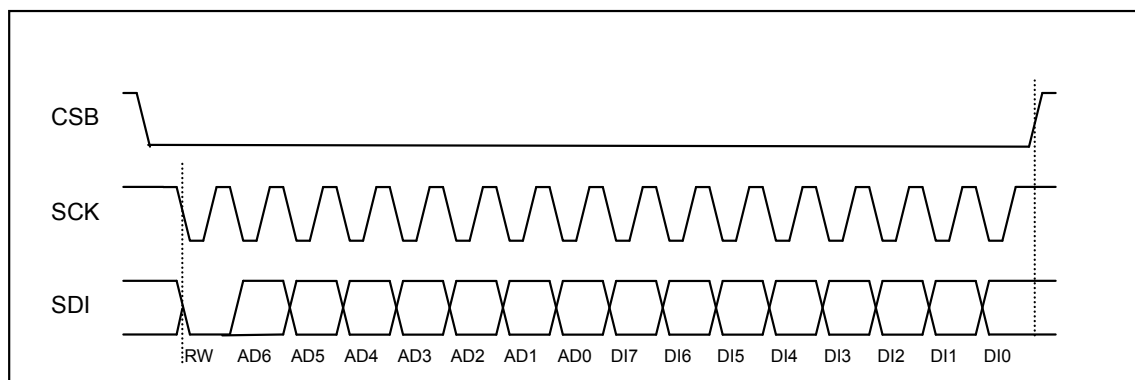 CSB
SCK
SDI
RW AD6 AD5 AD4 AD3 AD2 AD1 AD0 DI7 DI6 DI5 DI4 DI3 DI2 DI1 DI0